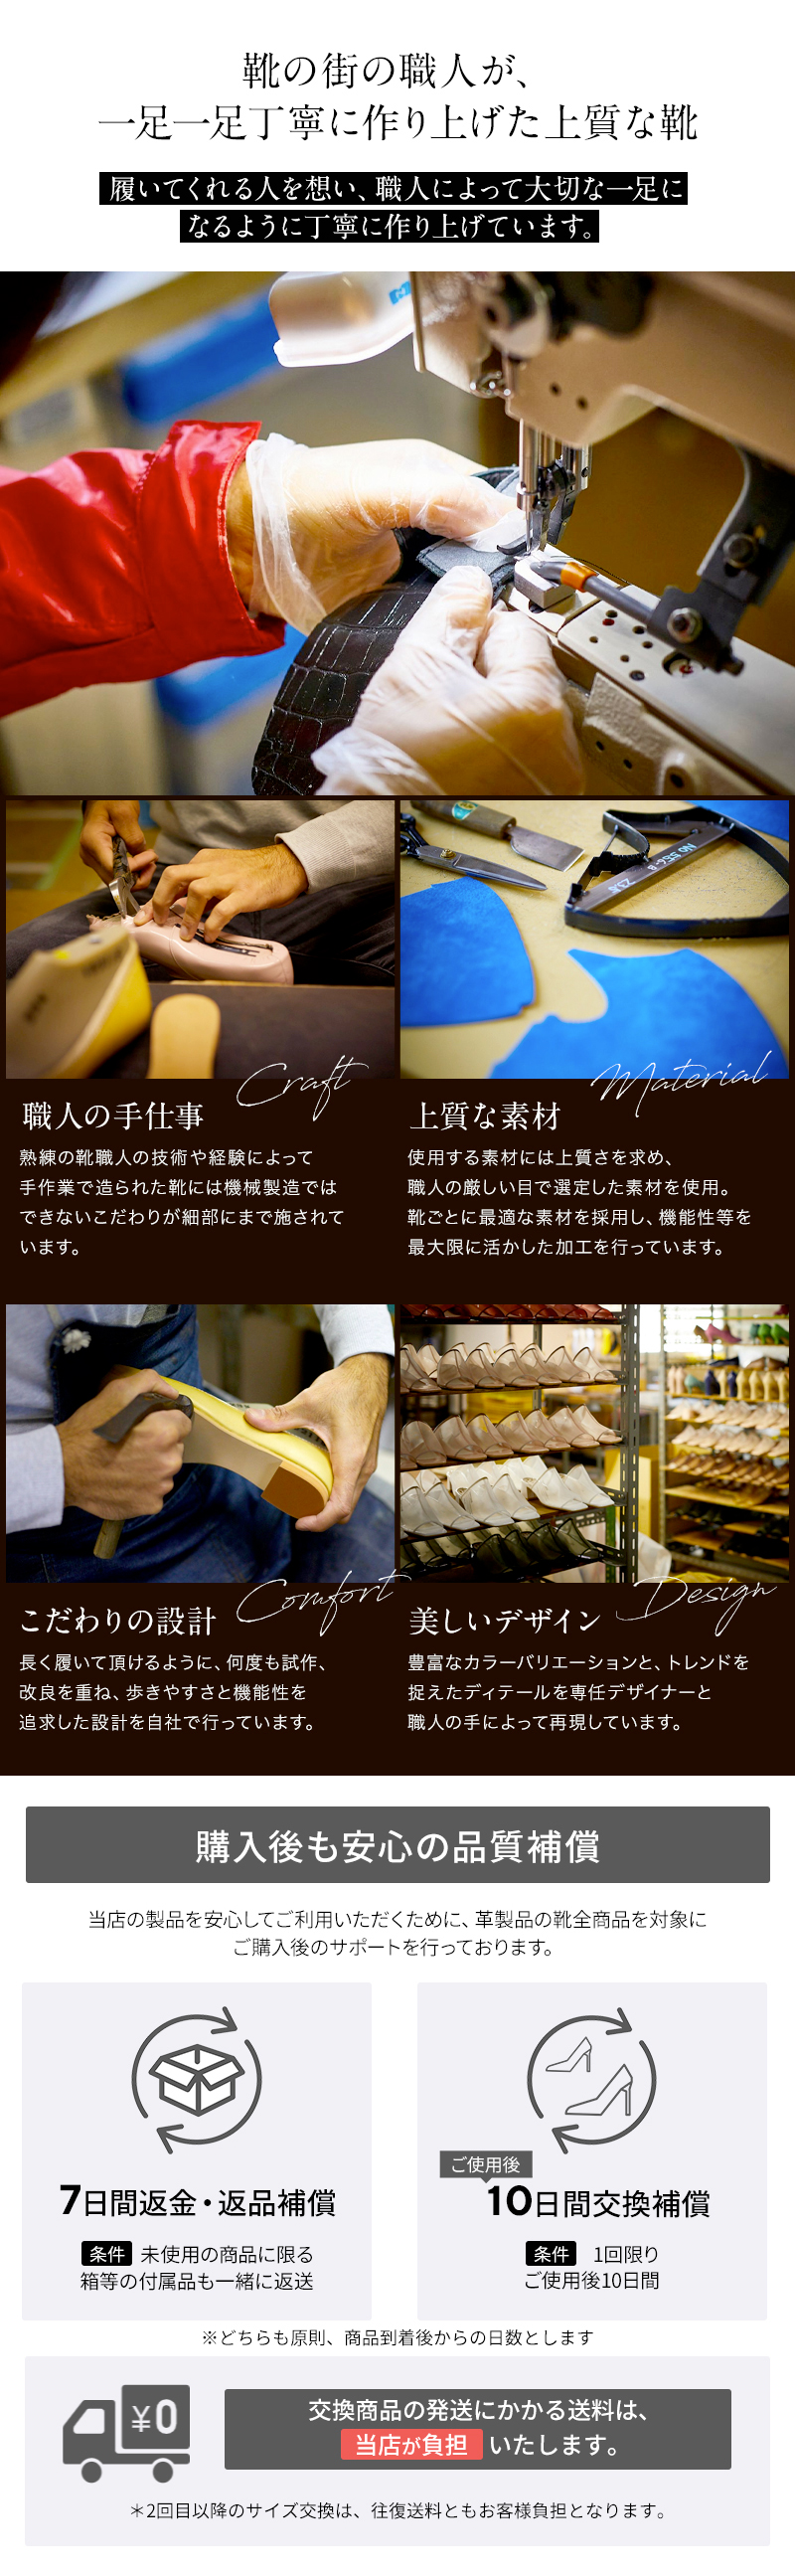 靴の街の職人が、
一足一足丁寧に作り上げた上質な靴
履いてくれる人を想い、職人によって大切な一足に
なるように丁寧に作り上げています。
Craft
職人の手仕事
熟練の靴職人の技術や経験によって
手作業で造られた靴には機械製造では
できないこだわりが細部にまで施されて
います。
Material
上質な素材
使用する素材には上質さを求め、
職人の厳しい目で選定した素材を使用。
靴ごとに最適な素材を採用し、機能性等を
最大限に活かした加工を行っています。
Comfort
こだわりの設計
長く履いて頂けるように、何度も試作、
改良を重ね、歩きやすさと機能性を
追求した設計を自社で行っています。
Design
美しいデザイン
豊富なカラーバリエーションと、トレンドを
捉えたディテールを専任デザイナーと
職人の手によって再現しています。
購入後も安心の品質補償
当店の製品を安心してご利用いただくために、革製品の靴全商品を対象に
ご購入後のサポートを行っております。
7日間返金・返品補償
条件 未使用の商品に限る
箱等の付属品も一緒に返送
ご使用後
10日間交換補償
条件 1回限り
ご使用後10日間
※どちらも原則、商品到着後からの日数とします
¥0
交換商品の発送にかかる送料は、
当店が負担 いたします。
＊2回目以降のサイズ交換は、往復送料ともお客様負担となります。